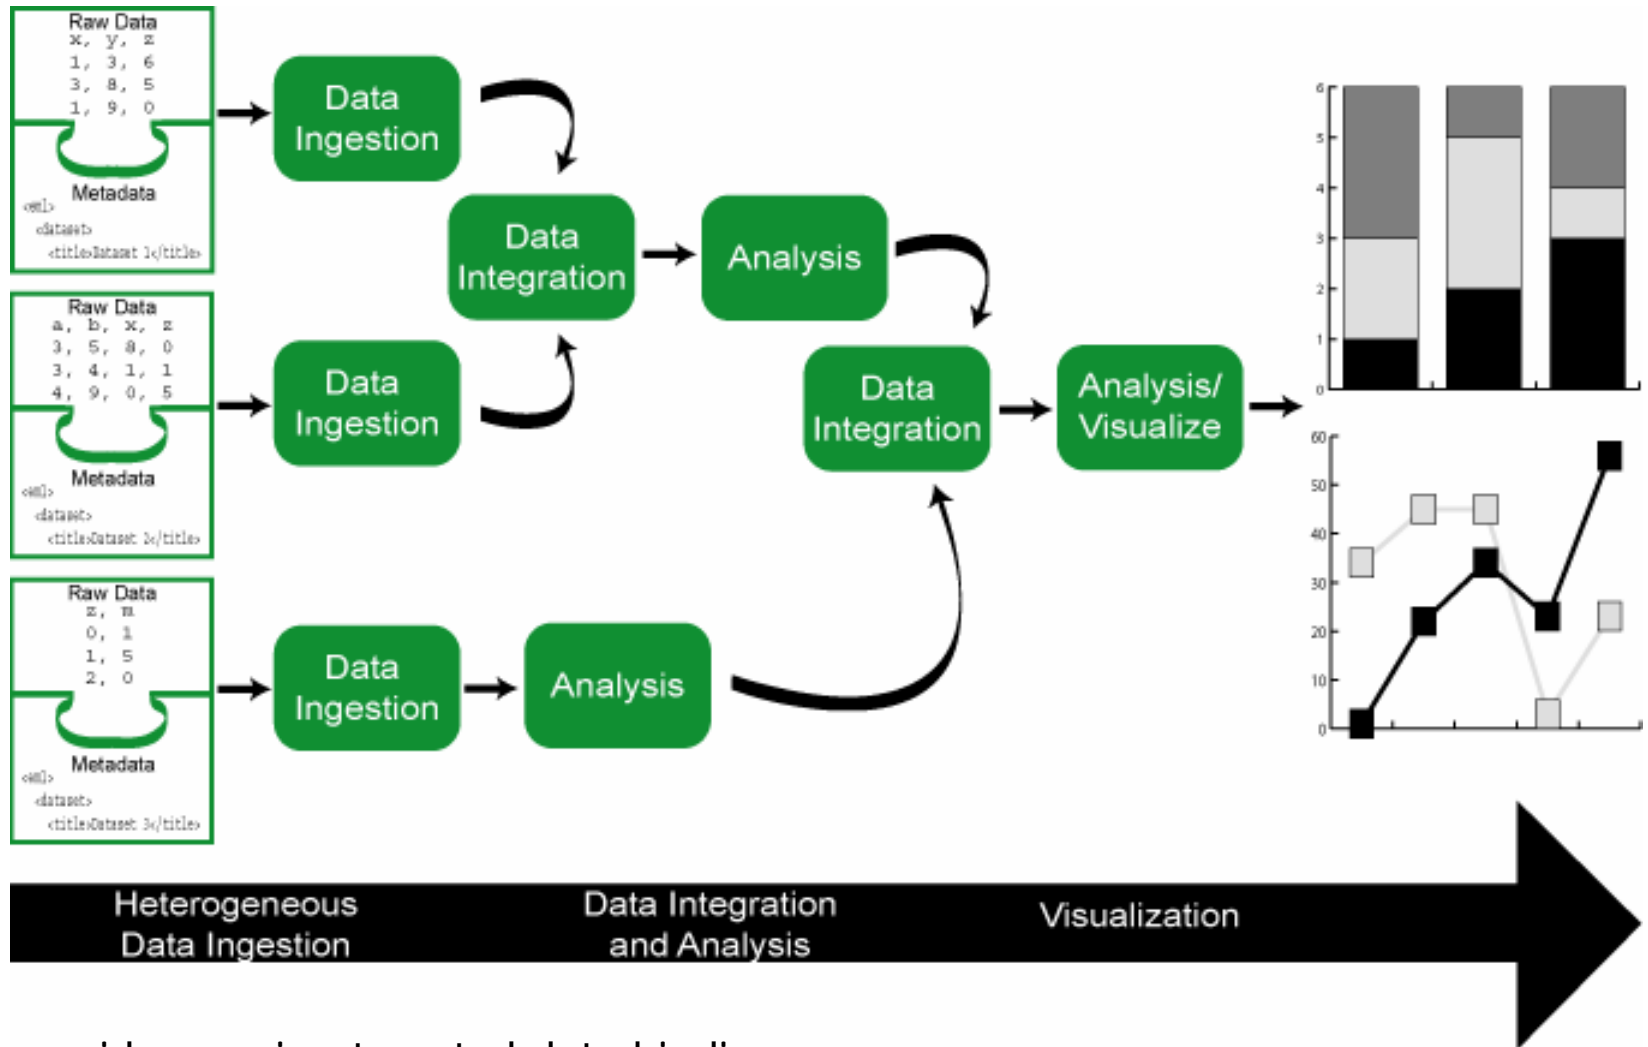 Raw Data
x, y, z
1, 3, 6
3, 8, 5
1, 9, 0
Metadata
<eml>
<dataset>
<title>Dataset 1</title>
Raw Data
a, b, x, z
3, 5, 8, 0
3, 4, 1, 1
4, 9, 0, 5
Metadata
<eml>
<dataset>
<title>Dataset 2</title>
Raw Data
z, m
0, 1
1, 5
2, 0
Metadata
<eml>
<dataset>
<title>Dataset 3</title>
Data
Ingestion
Data
Ingestion
Data
Ingestion
Data
Integration
Analysis
Analysis
Data
Integration
Analysis/
Visualize
6
5
4
3
2
1
0
60
50
40
30
20
10
0
Heterogeneous
Data Ingestion
Data Integration
and Analysis
Visualization